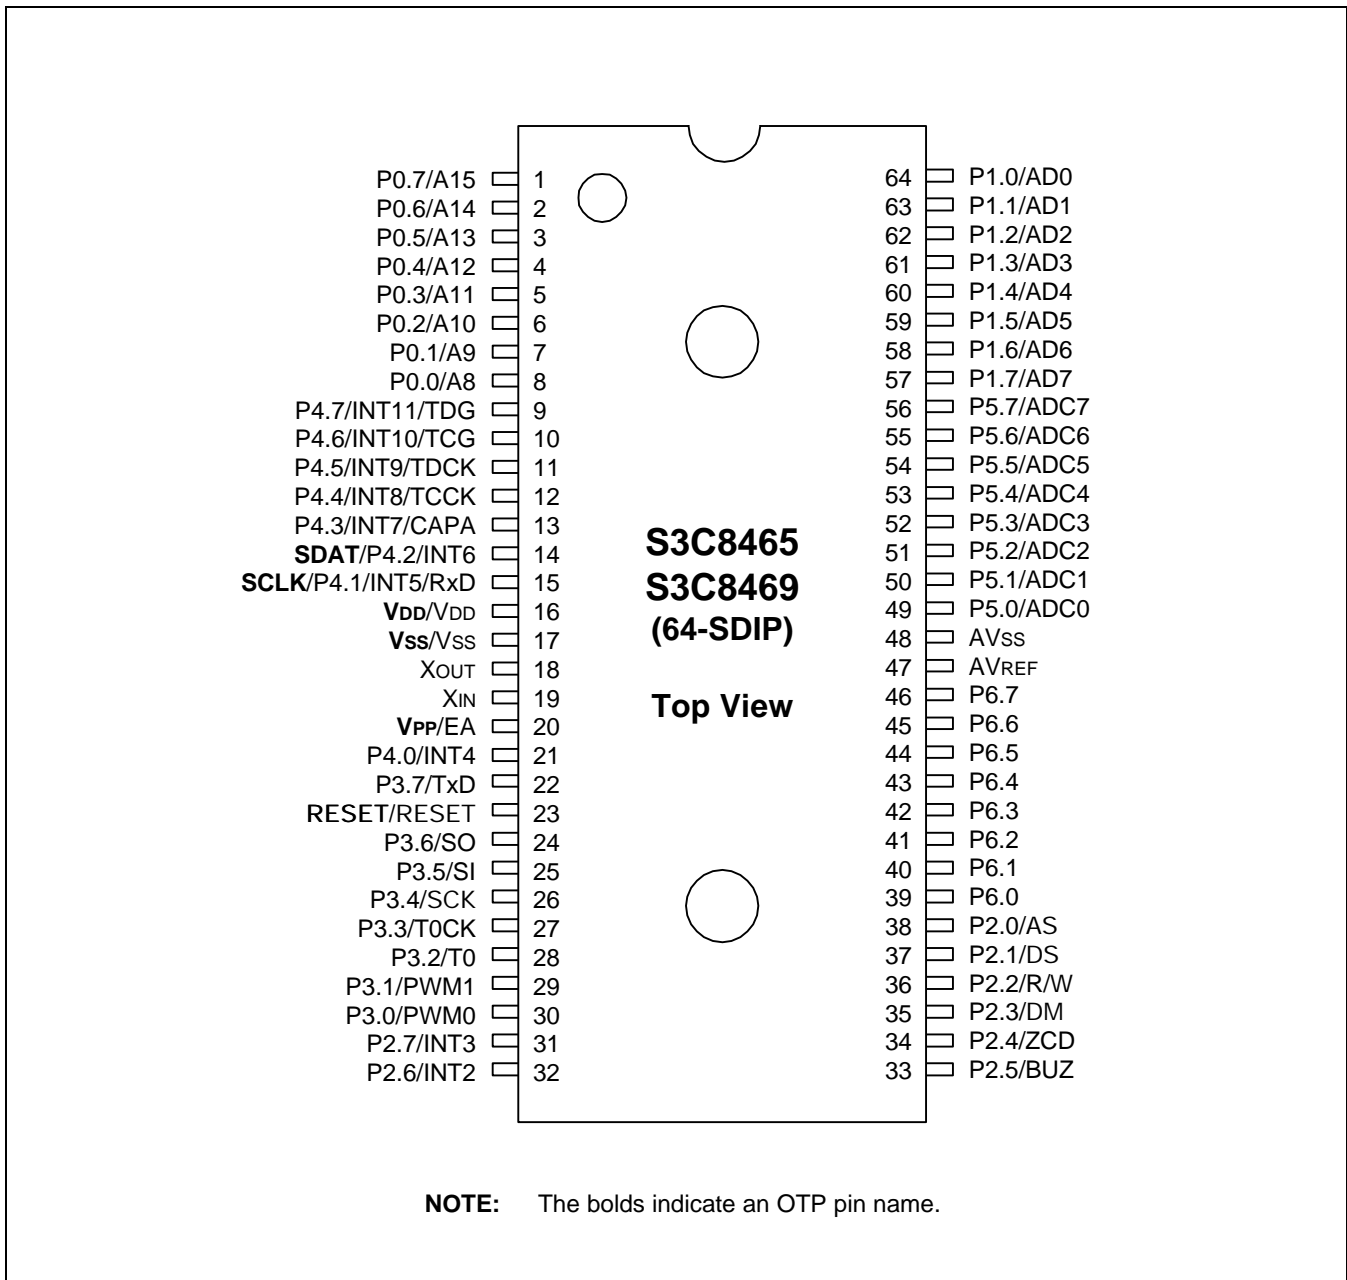 P0.7/A15 1
P0.6/A14 2
P0.5/A13 3
P0.4/A12 4
P0.3/A11 5
P0.2/A10 6
P0.1/A9 7
P0.0/A8 8
P4.7/INT11/TDG 9
P4.6/INT10/TCG 10
P4.5/INT9/TDCK 11
P4.4/INT8/TCCK 12
P4.3/INT7/CAPA 13
SDAT/P4.2/INT6 14
SCLK/P4.1/INT5/RxD 15
VDD/VDD 16
VSS/VSS 17
XOUT 18
XIN 19
VPP/EA 20
P4.0/INT4 21
P3.7/TxD 22
RESET/RESET 23
P3.6/SO 24
P3.5/SI 25
P3.4/SCK 26
P3.3/T0CK 27
P3.2/T0 28
P3.1/PWM1 29
P3.0/PWM0 30
P2.7/INT3 31
P2.6/INT2 32
S3C8465
S3C8469
(64-SDIP)
Top View
64 P1.0/AD0
63 P1.1/AD1
62 P1.2/AD2
61 P1.3/AD3
60 P1.4/AD4
59 P1.5/AD5
58 P1.6/AD6
57 P1.7/AD7
56 P5.7/ADC7
55 P5.6/ADC6
54 P5.5/ADC5
53 P5.4/ADC4
52 P5.3/ADC3
51 P5.2/ADC2
50 P5.1/ADC1
49 P5.0/ADC0
48 AVSS
47 AVREF
46 P6.7
45 P6.6
44 P6.5
43 P6.4
42 P6.3
41 P6.2
40 P6.1
39 P6.0
38 P2.0/AS
37 P2.1/DS
36 P2.2/R/W
35 P2.3/DM
34 P2.4/ZCD
33 P2.5/BUZ
NOTE: The bolds indicate an OTP pin name.